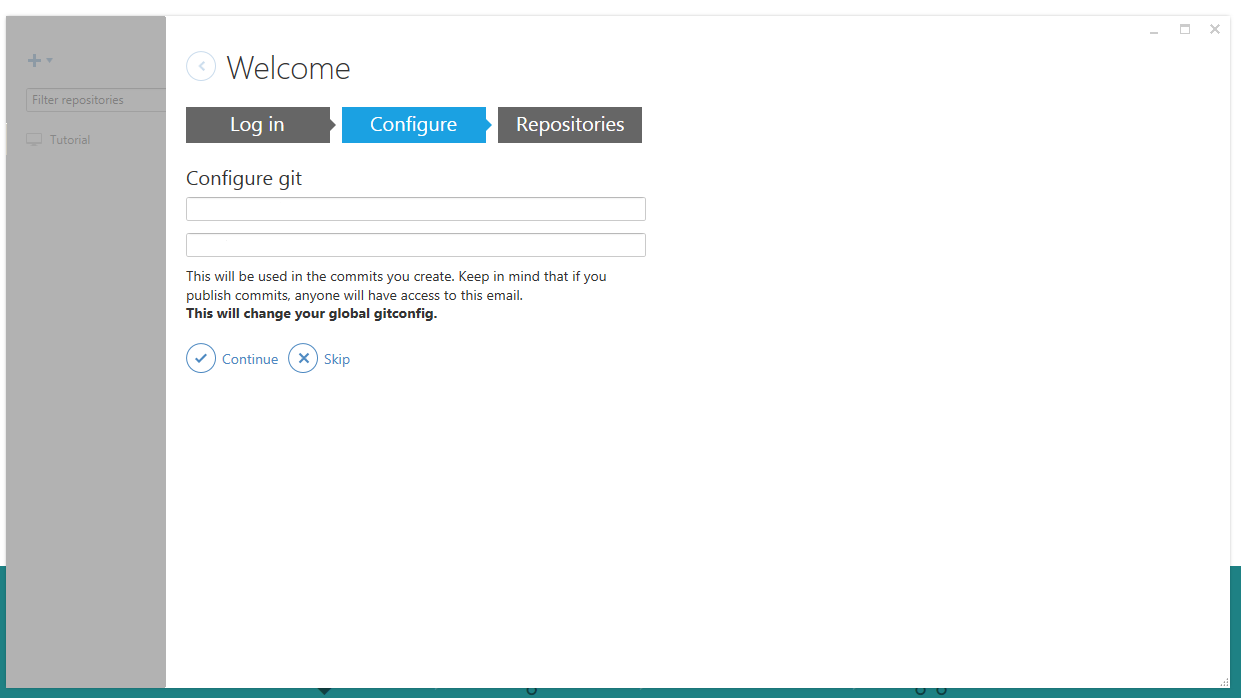 Welcome
Filter repositories
Tutorial
Log in
Configure
Repositories
Configure git
This will be used in the commits you create. Keep in mind that if you
publish commits, anyone will have access to this email.
This will change your global gitconfig.
Continue
Skip